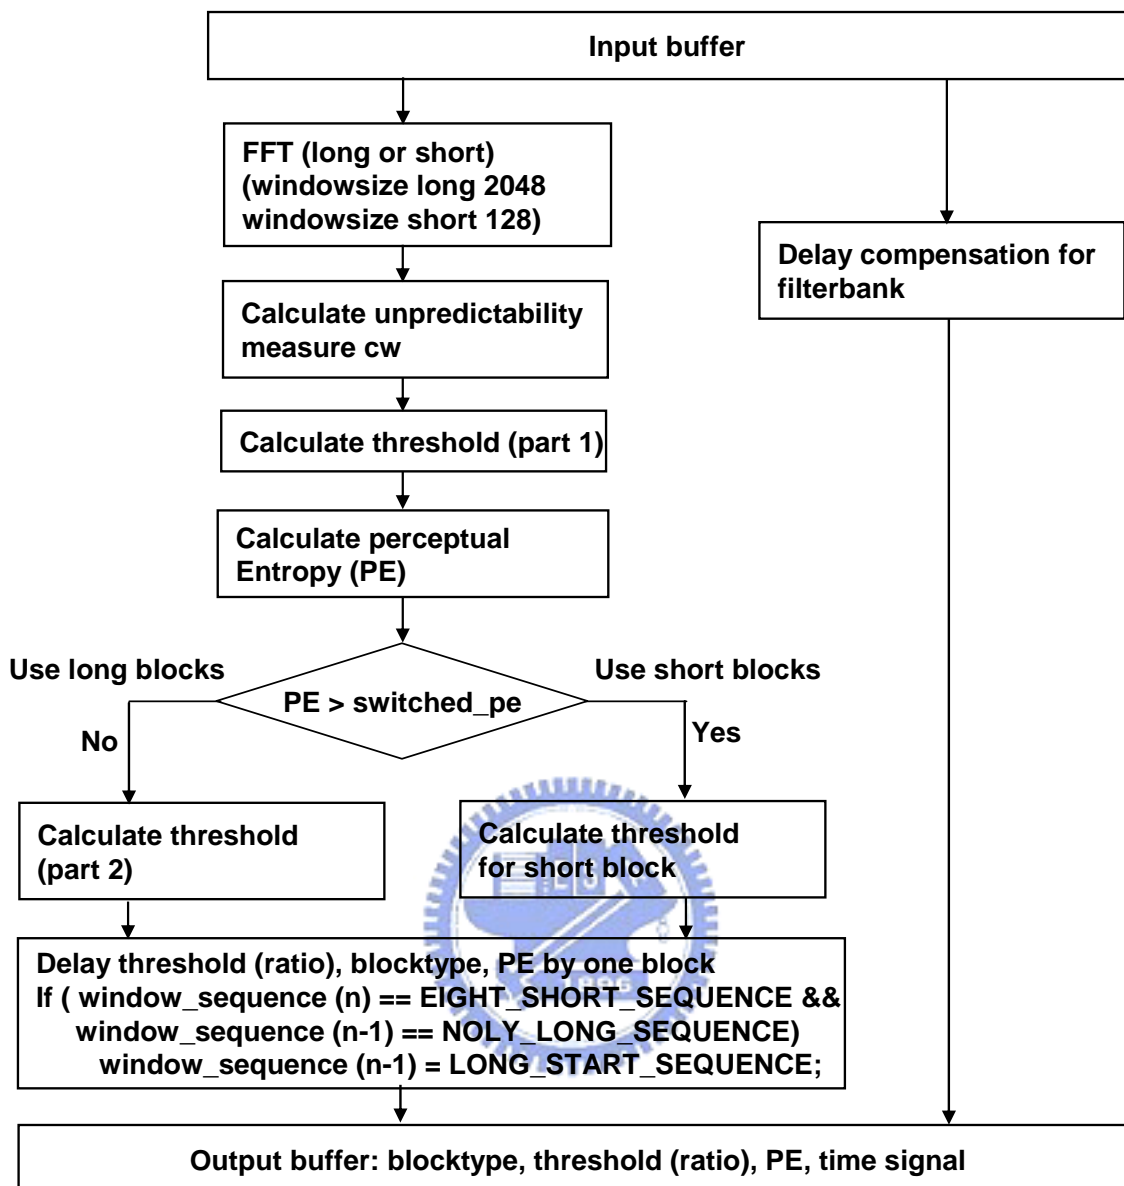 Input buffer
FFT (long or short)
(windowsize long 2048
windowsize short 128)
Delay compensation for
filterbank
Calculate unpredictability
measure cw
Calculate threshold (part 1)
Calculate perceptual
Entropy (PE)
Use long blocks
Use short blocks
PE > switched_pe
No
Yes
Calculate threshold
(part 2)
Calculate threshold
for short block
Delay threshold (ratio), blocktype, PE by one block
If ( window_sequence (n) == EIGHT_SHORT_SEQUENCE &&
window_sequence (n-1) == NOLY_LONG_SEQUENCE)
window_sequence (n-1) = LONG_START_SEQUENCE;
1896
Output buffer: blocktype, threshold (ratio), PE, time signal